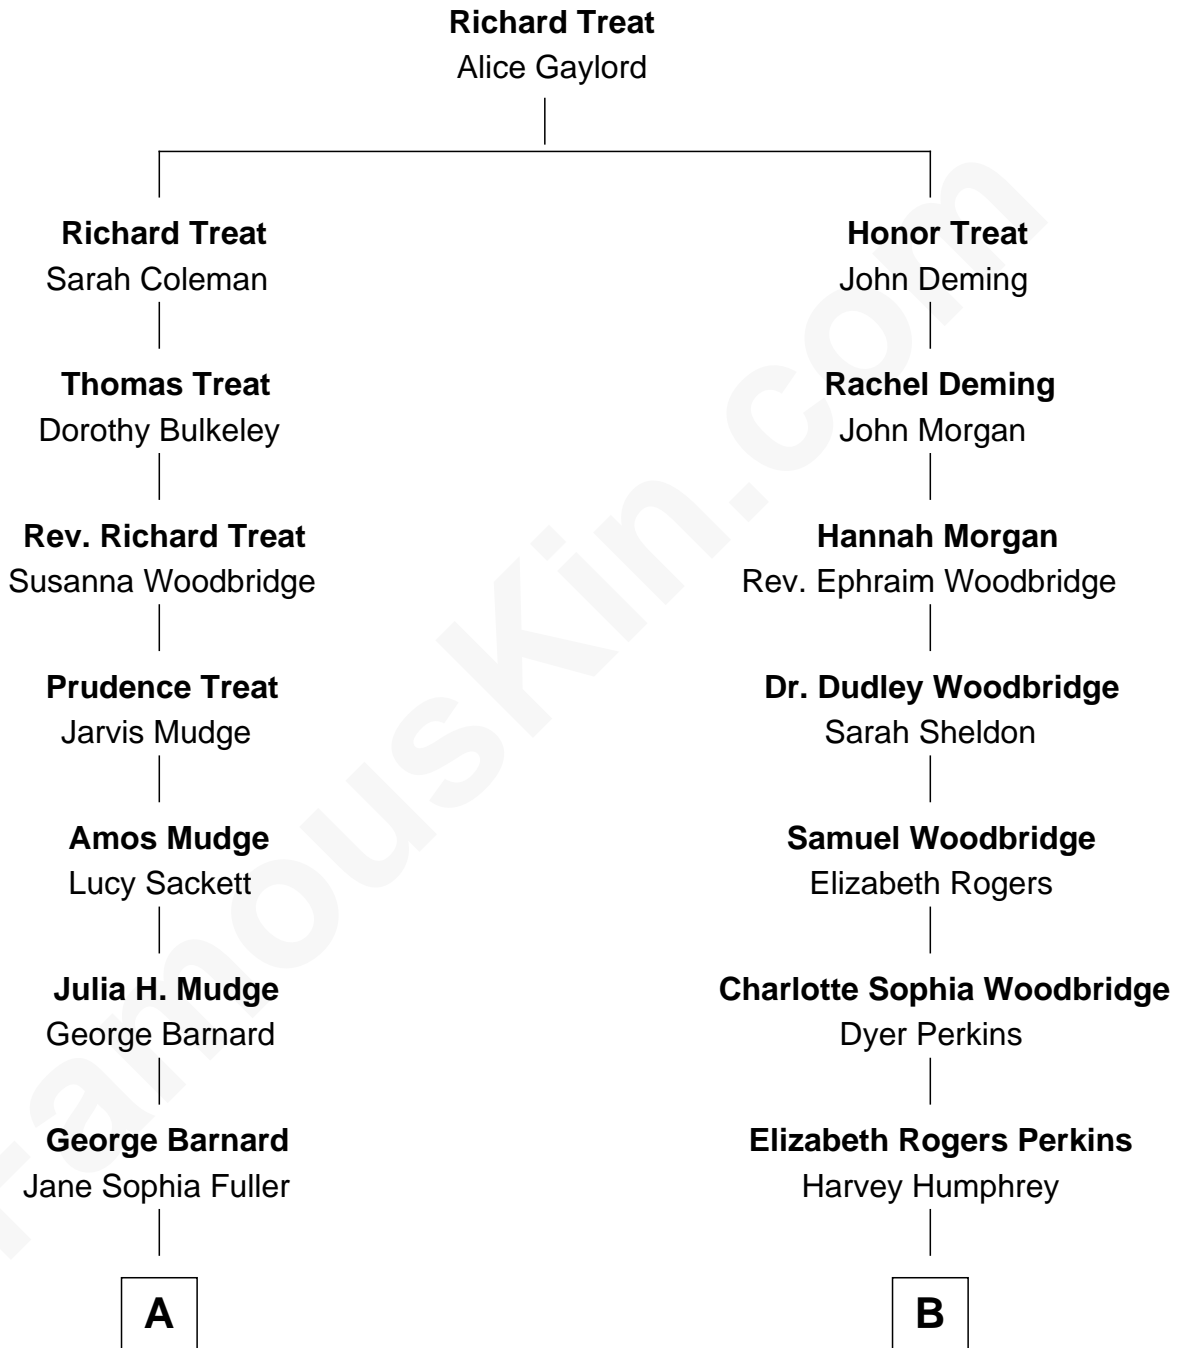 Richard Treat
Alice Gaylord
Richard Treat
Sarah Coleman
Honor Treat
John Deming
Thomas Treat
Dorothy Bulkeley
Rachel Deming
John Morgan
Rev. Richard Treat
Susanna Woodbridge
Hannah Morgan
Rev. Ephraim Woodbridge
Prudence Treat
Jarvis Mudge
Dr. Dudley Woodbridge
Sarah Sheldon
Amos Mudge
Lucy Sackett
Samuel Woodbridge
Elizabeth Rogers
Julia H. Mudge
George Barnard
Charlotte Sophia Woodbridge
Dyer Perkins
George Barnard
Jane Sophia Fuller
Elizabeth Rogers Perkins
Harvey Humphrey
A
B
FamousKin.com